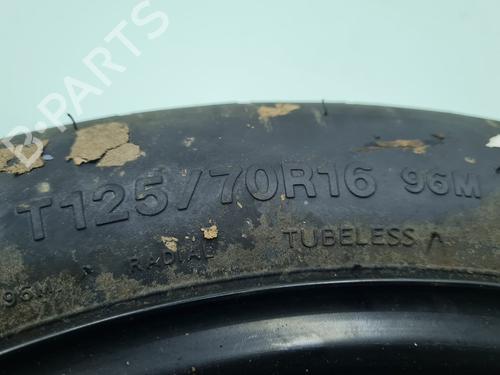 B-PARTS
T125/70R16 96M
RADIAL TUBELESS
96M